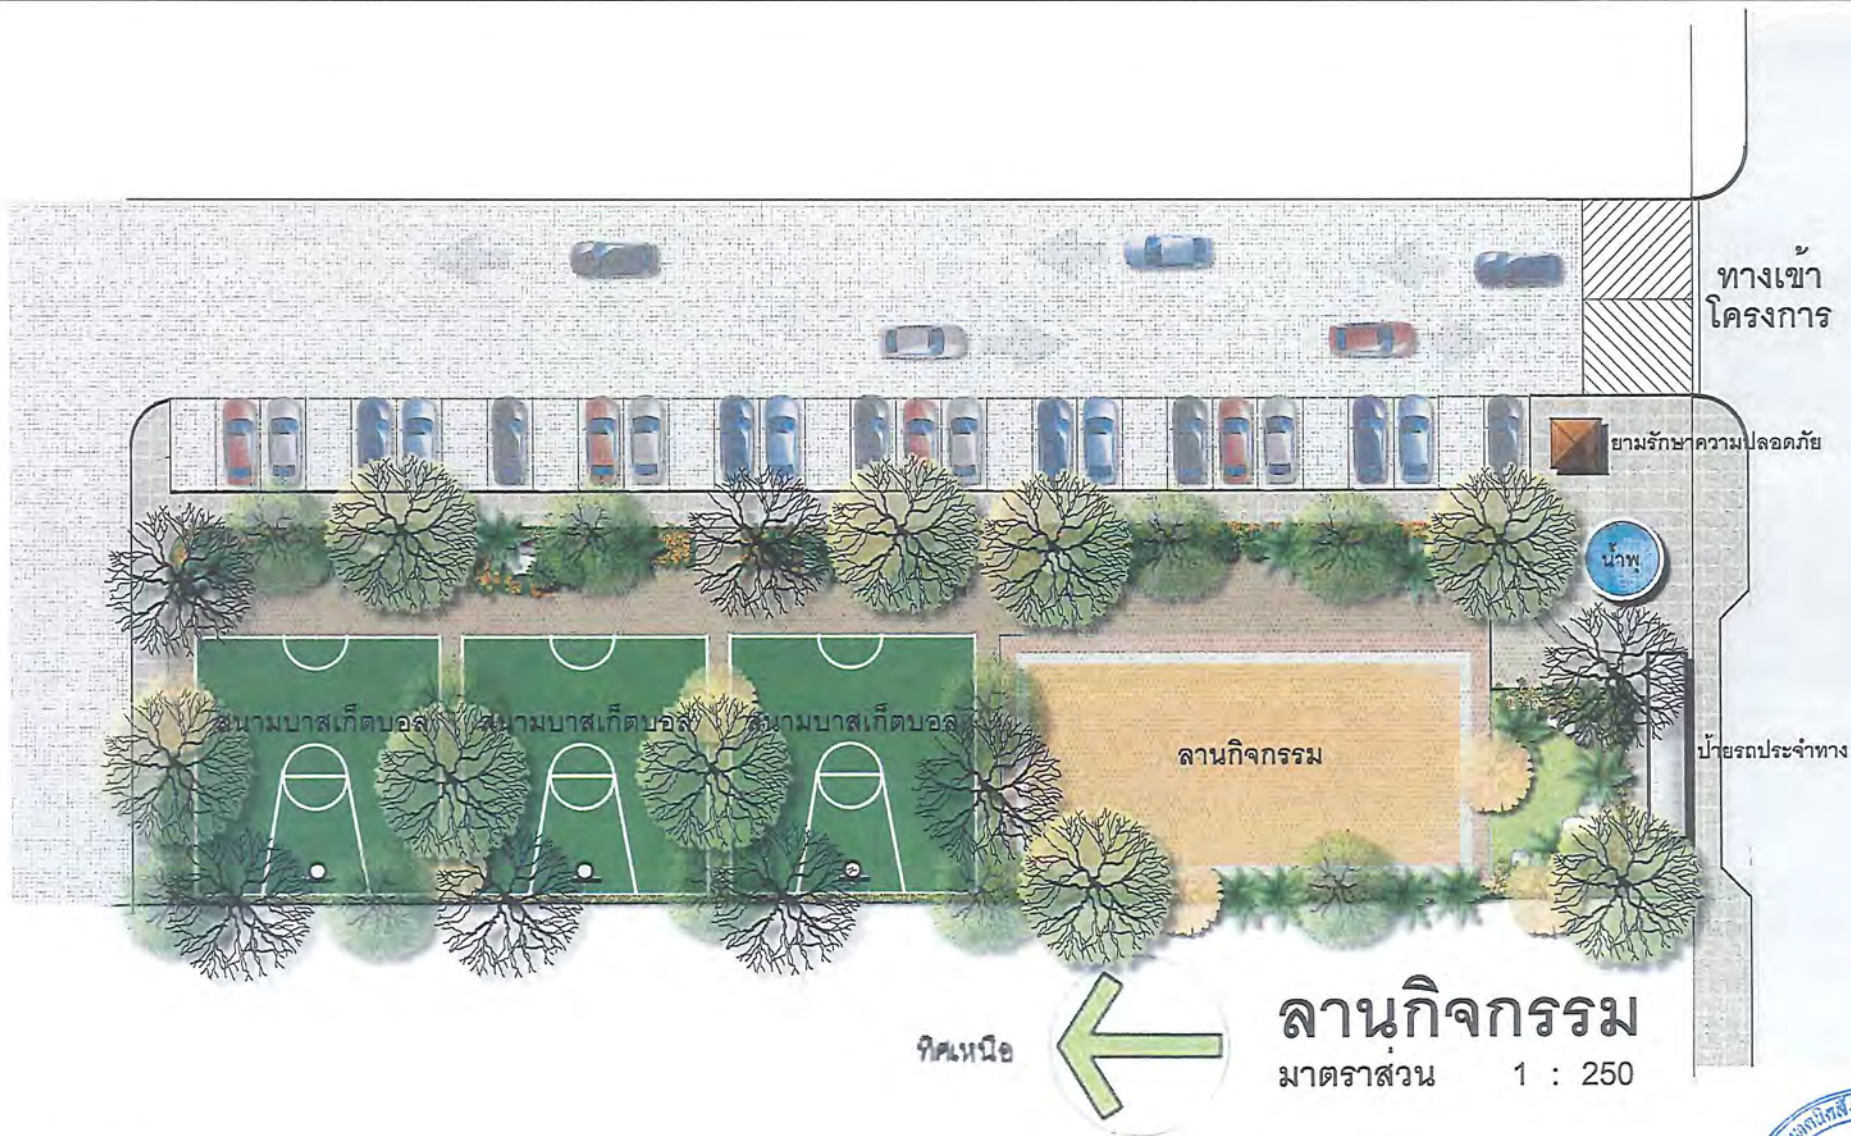 ทางเข้า
โครงการ
ยามรักษาความปลอดภัย
น้ำพุ
สนามบาสเก็ตบอล
สนามบาสเก็ตบอล
สนามบาสเก็ตบอล
ลานกิจกรรม
ป้ายรถประจำทาง
ทิศเหนือ
ลานกิจกรรม
มาตราส่วน 1 : 250